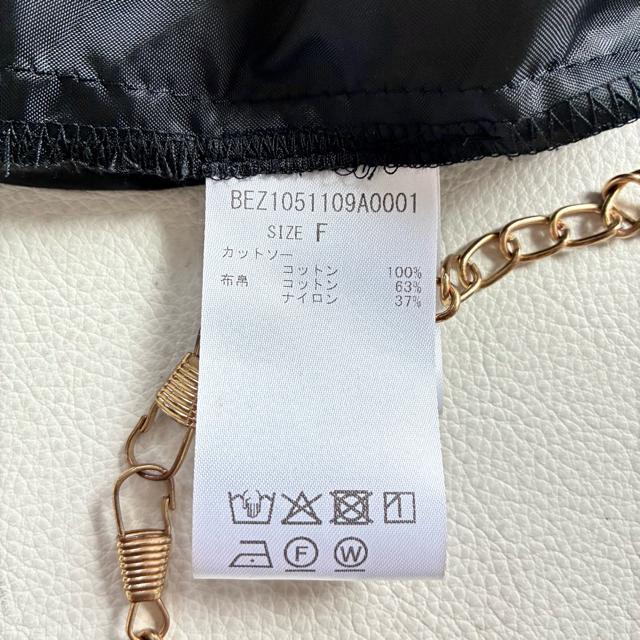 BEZ1051109A0001
SIZE F
カットソー
コットン 100%
布帛 コットン 63%
ナイロン 37%
F W